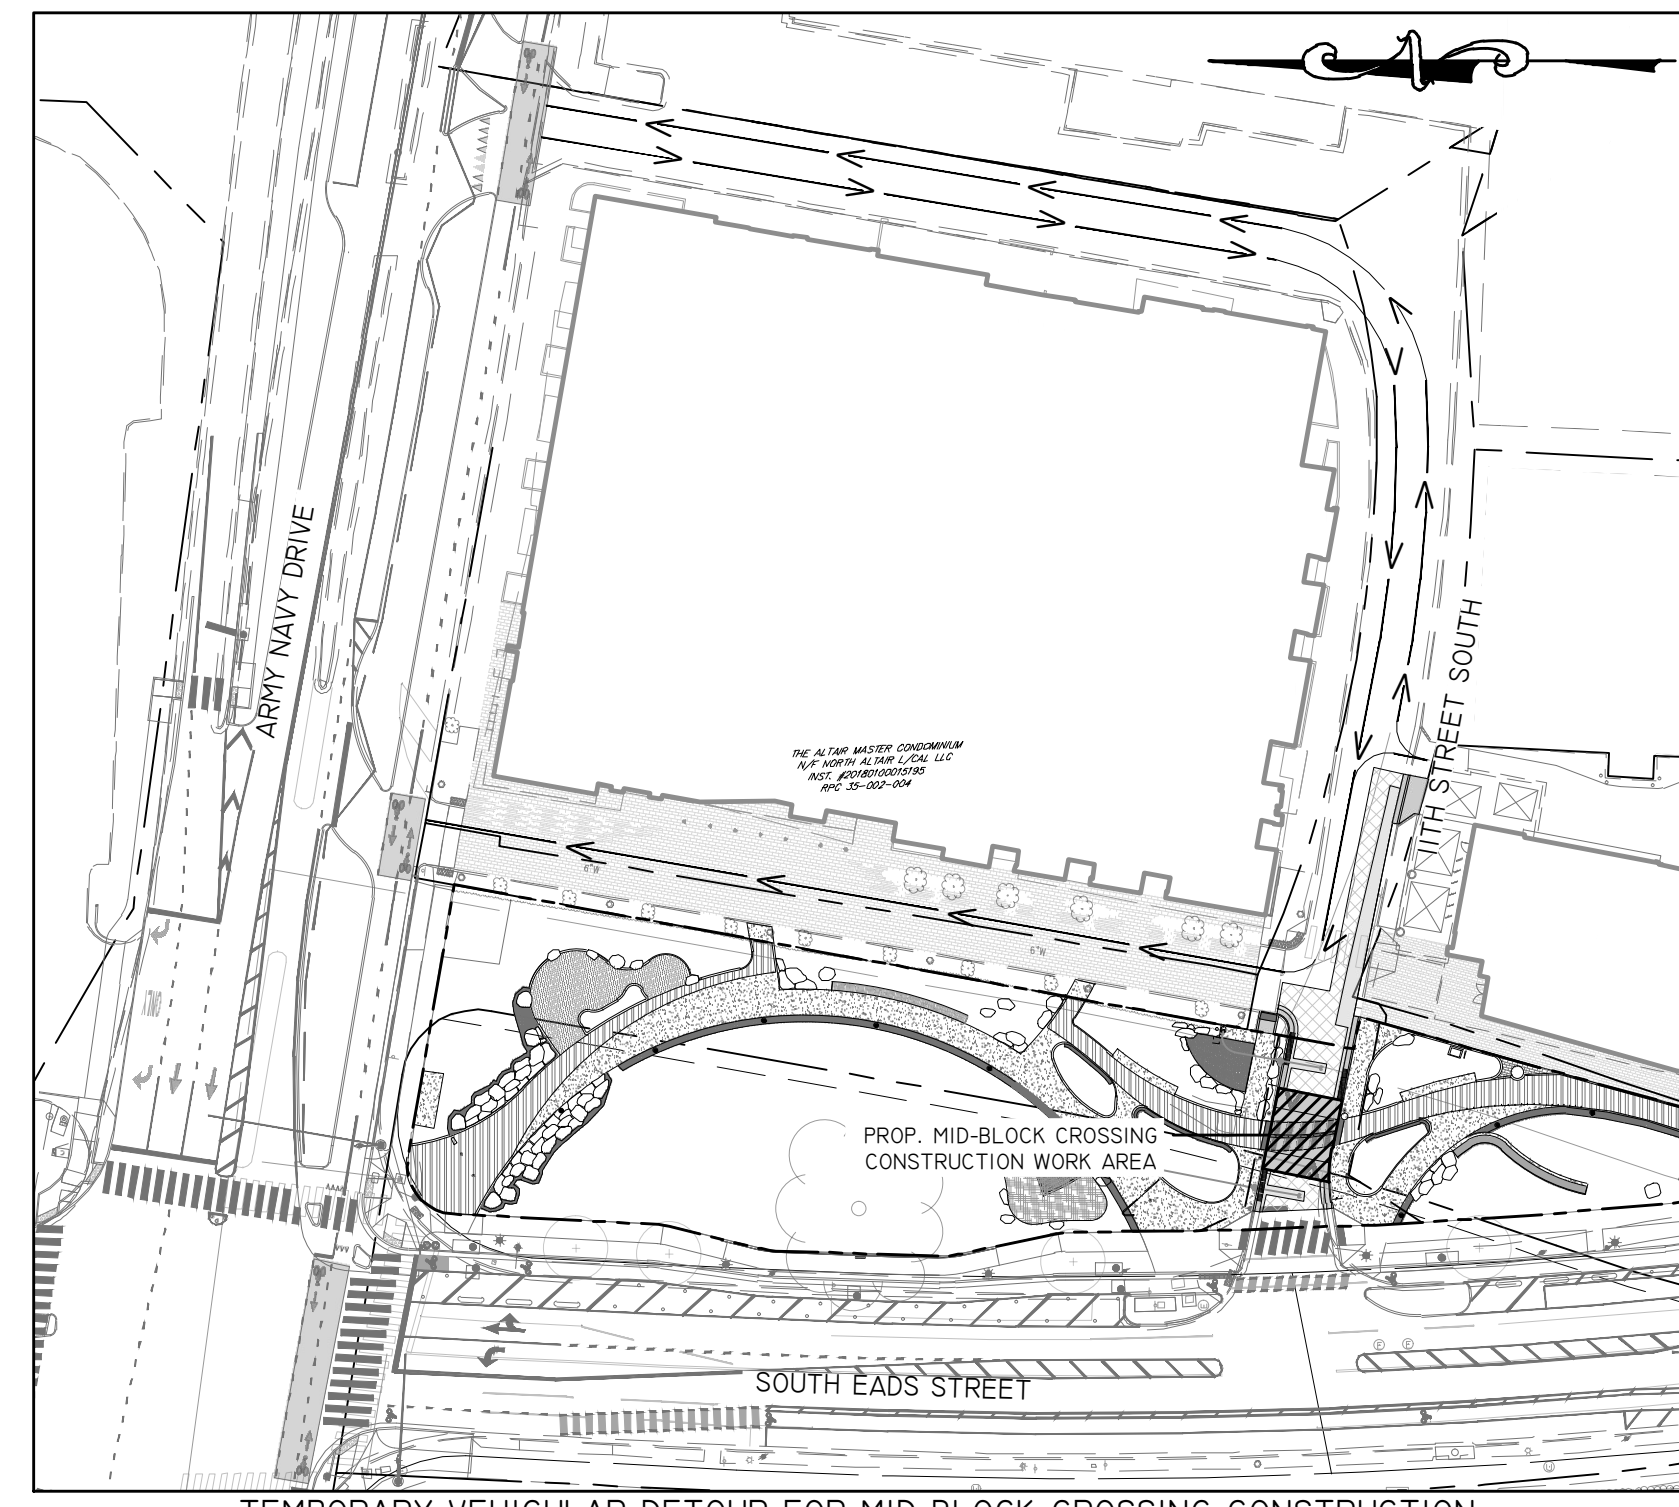 N
ARMY NAVY DRIVE
11TH STREET SOUTH
THE ALTAIR MASTER CONDOMINIUM
N/F NORTH ALTAIR L/CAL LLC
INST. #20180100015195
RPC 35-002-004
6"W
6"W
ONLY
PROP. MID-BLOCK CROSSING
CONSTRUCTION WORK AREA
SOUTH EADS STREET
TEMPORARY VEHICULAR DETOUR FOR MID-BLOCK CROSSING CONSTRUCTION